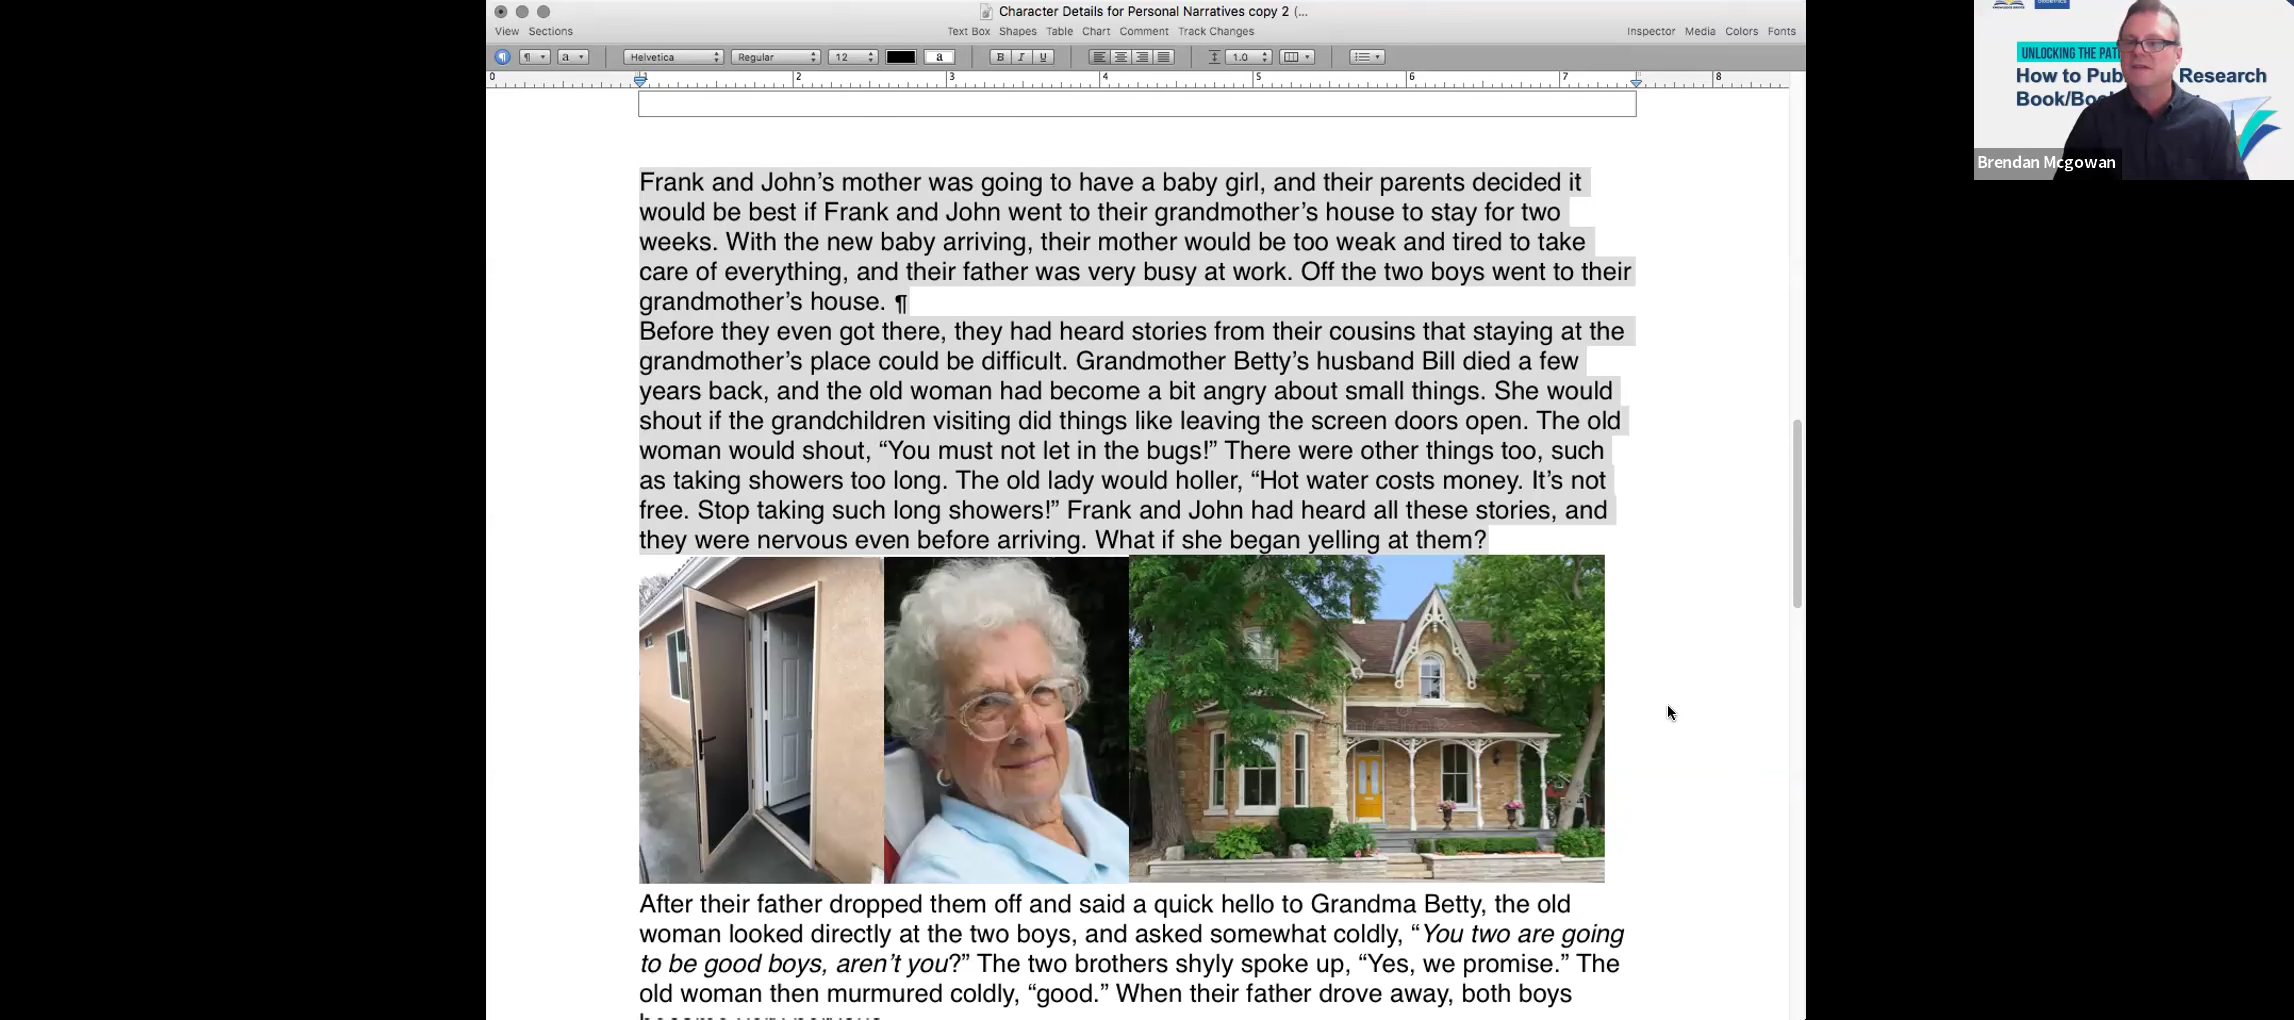 Character Details for Personal Narratives copy 2 (...
View Sections Text Box Shapes Table Chart Comment Track Changes Inspector Media Colors Fonts
Helvetica Regular 12 a B I U 1.0
0 1 2 3 4 5 6 7 8
Frank and John’s mother was going to have a baby girl, and their parents decided it
would be best if Frank and John went to their grandmother’s house to stay for two
weeks. With the new baby arriving, their mother would be too weak and tired to take
care of everything, and their father was very busy at work. Off the two boys went to their
grandmother’s house. ¶
Before they even got there, they had heard stories from their cousins that staying at the
grandmother’s place could be difficult. Grandmother Betty’s husband Bill died a few
years back, and the old woman had become a bit angry about small things. She would
shout if the grandchildren visiting did things like leaving the screen doors open. The old
woman would shout, “You must not let in the bugs!” There were other things too, such
as taking showers too long. The old lady would holler, “Hot water costs money. It’s not
free. Stop taking such long showers!” Frank and John had heard all these stories, and
they were nervous even before arriving. What if she began yelling at them?
After their father dropped them off and said a quick hello to Grandma Betty, the old
woman looked directly at the two boys, and asked somewhat coldly, “You two are going
to be good boys, aren’t you?” The two brothers shyly spoke up, “Yes, we promise.” The
old woman then murmured coldly, “good.” When their father drove away, both boys
UNLOCKING THE
How to Research
Brendan Mcgowan